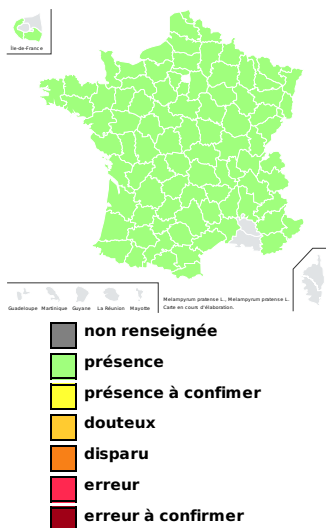 Île-de-France
Guadeloupe Martinique Guyane La Réunion Mayotte
Melampyrum pratense L., Melampyrum pratense L.
Carte en cours d'élaboration.
non renseignée
présence
présence à confimer
douteux
disparu
erreur
erreur à confirmer